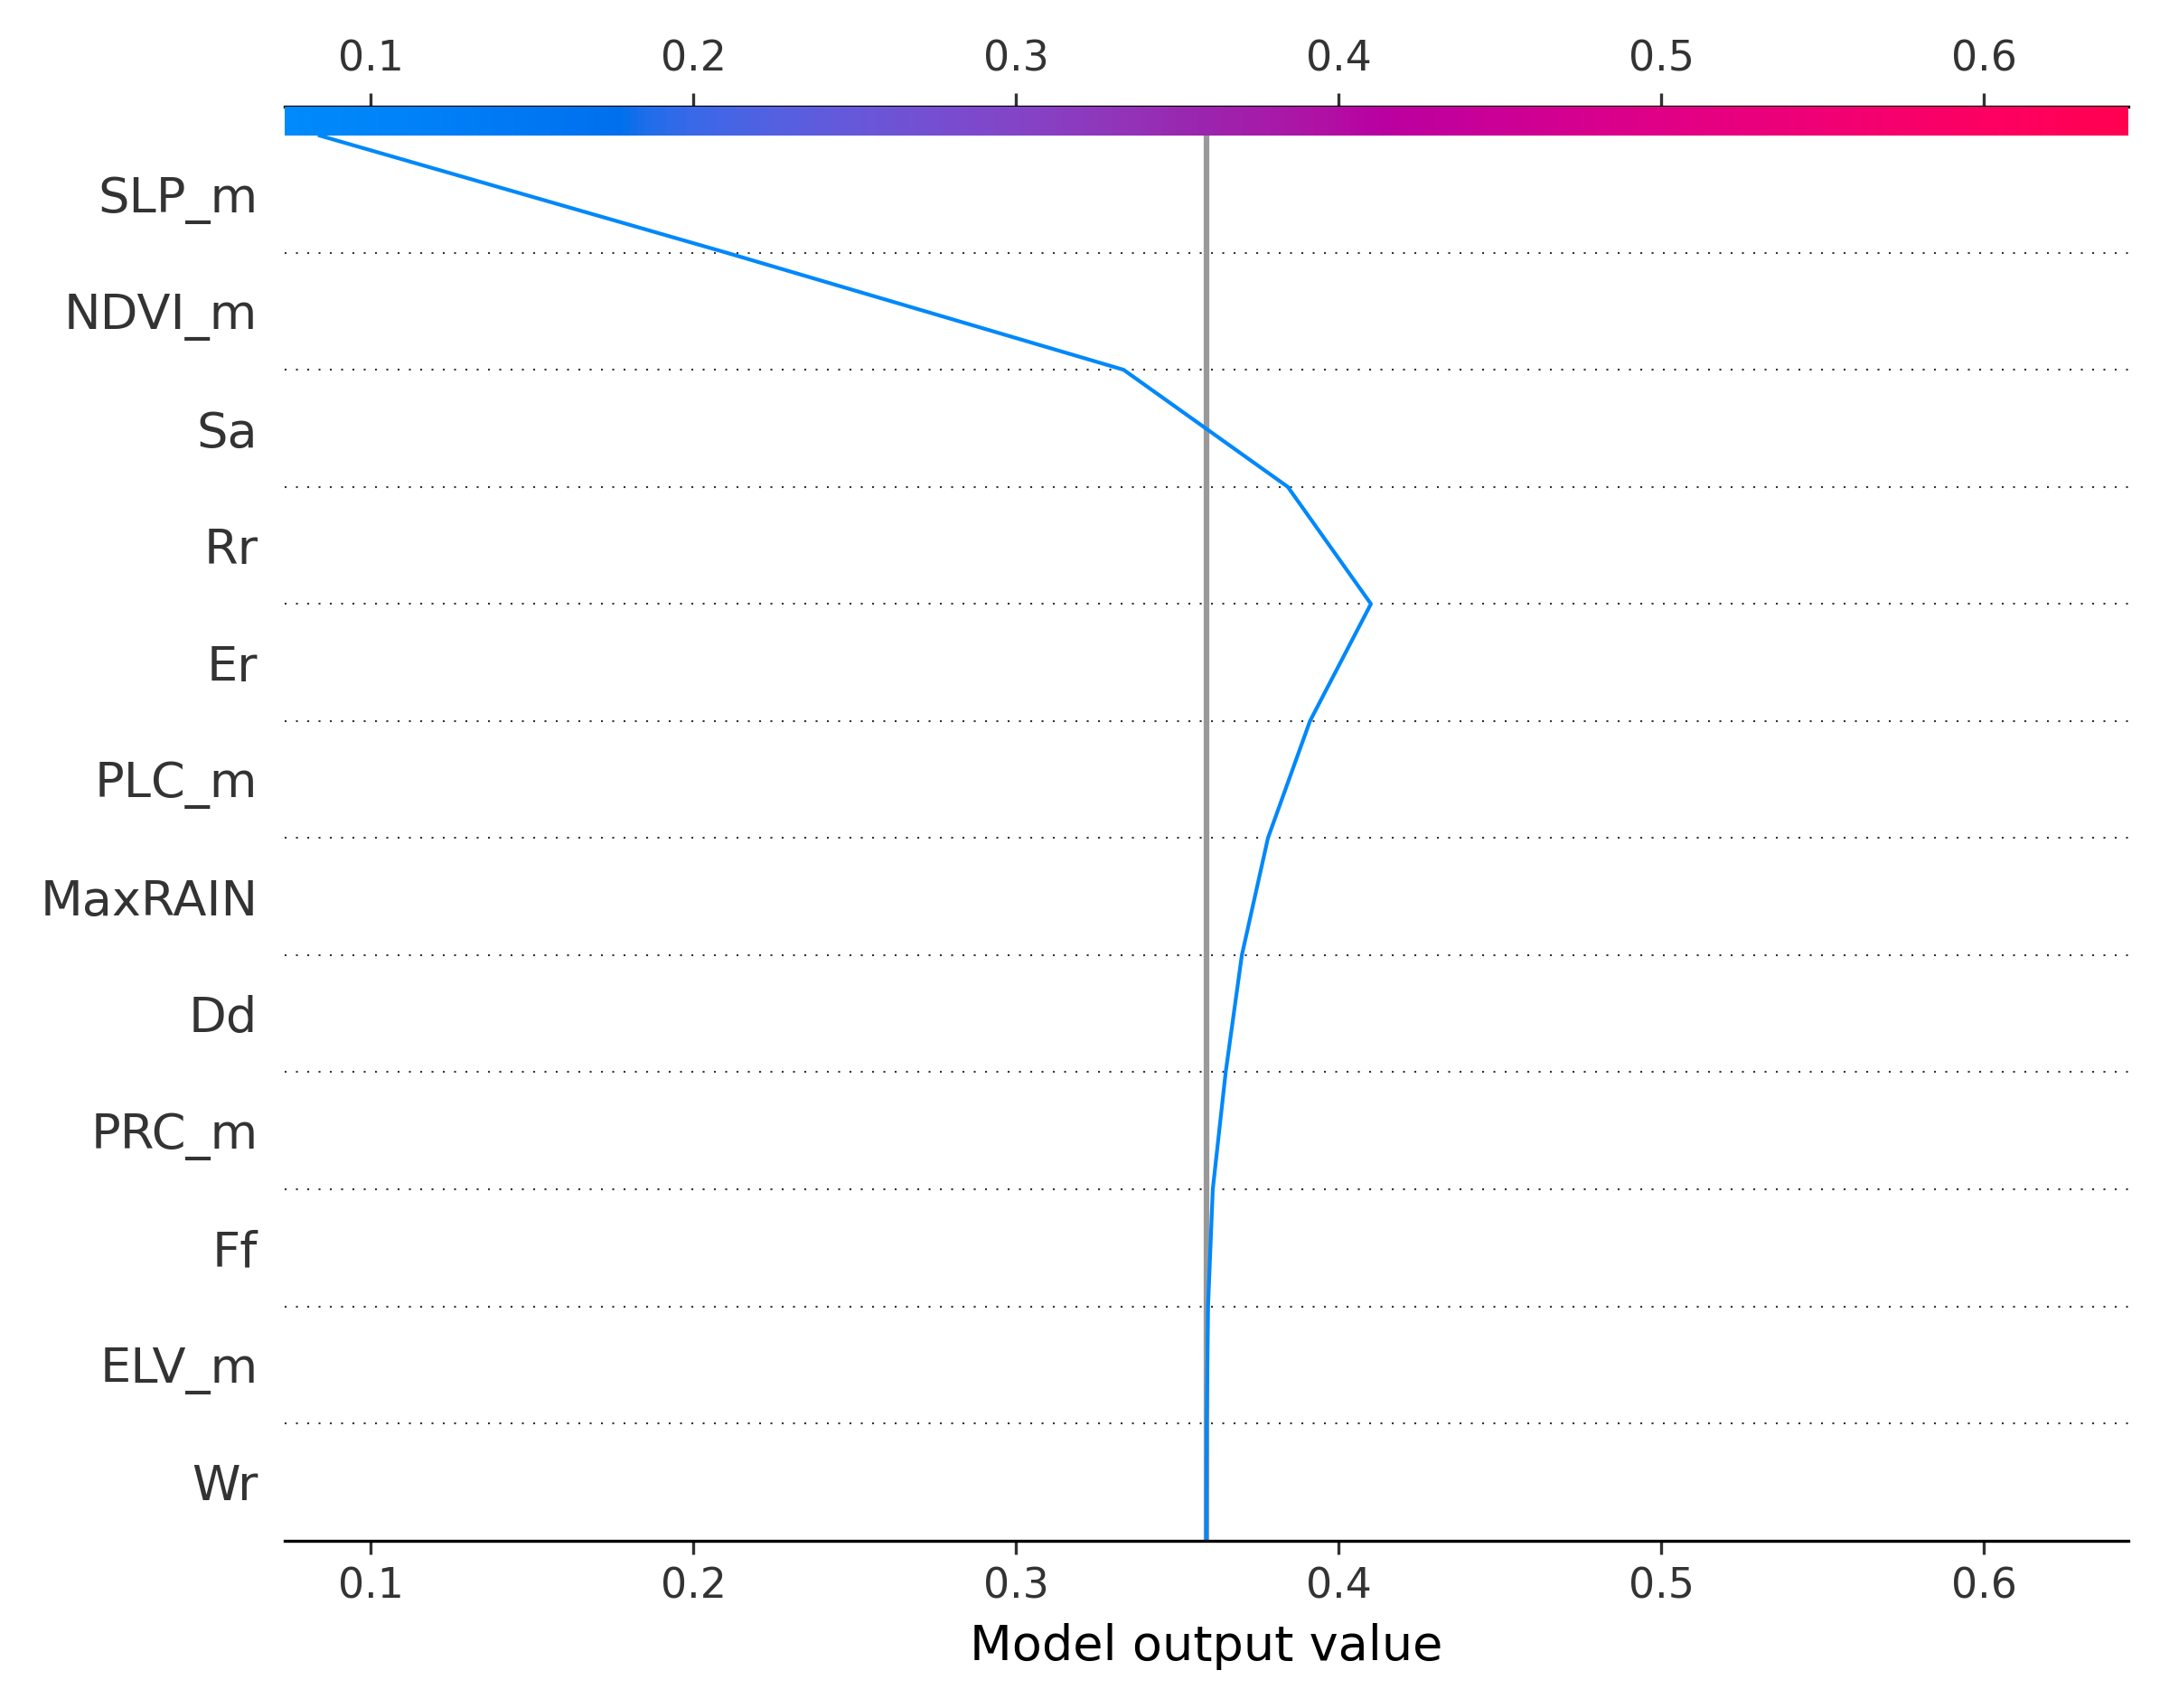 0.1 0.2 0.3 0.4 0.5 0.6
SLP_m
NDVI_m
Sa
Rr
Er
PLC_m
MaxRAIN
Dd
PRC_m
Ff
ELV_m
Wr
0.1 0.2 0.3 0.4 0.5 0.6
Model output value